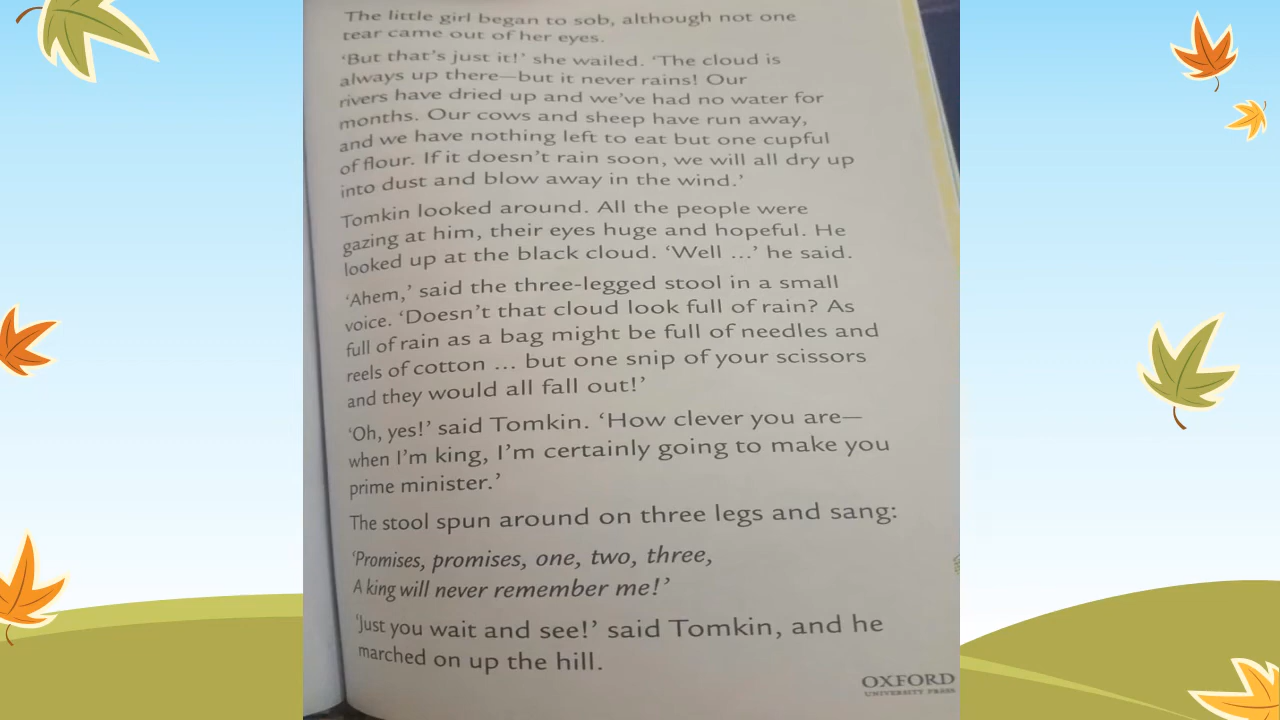 The little girl began to sob, although not one
tear came out of her eyes.
‘But that’s just it!’ she wailed. ‘The cloud is
always up there—but it never rains! Our
rivers have dried up and we’ve had no water for
months. Our cows and sheep have run away,
and we have nothing left to eat but one cupful
of flour. If it doesn’t rain soon, we will all dry up
into dust and blow away in the wind.’
Tomkin looked around. All the people were
gazing at him, their eyes huge and hopeful. He
looked up at the black cloud. ‘Well ...’ he said.
‘Ahem,’ said the three-legged stool in a small
voice. ‘Doesn’t that cloud look full of rain? As
full of rain as a bag might be full of needles and
reels of cotton ... but one snip of your scissors
and they would all fall out!’
‘Oh, yes!’ said Tomkin. ‘How clever you are—
when I’m king, I’m certainly going to make you
prime minister.’
The stool spun around on three legs and sang:
‘Promises, promises, one, two, three,
A king will never remember me!’
‘Just you wait and see!’ said Tomkin, and he
marched on up the hill.
OXFORD
UNIVERSITY PRESS